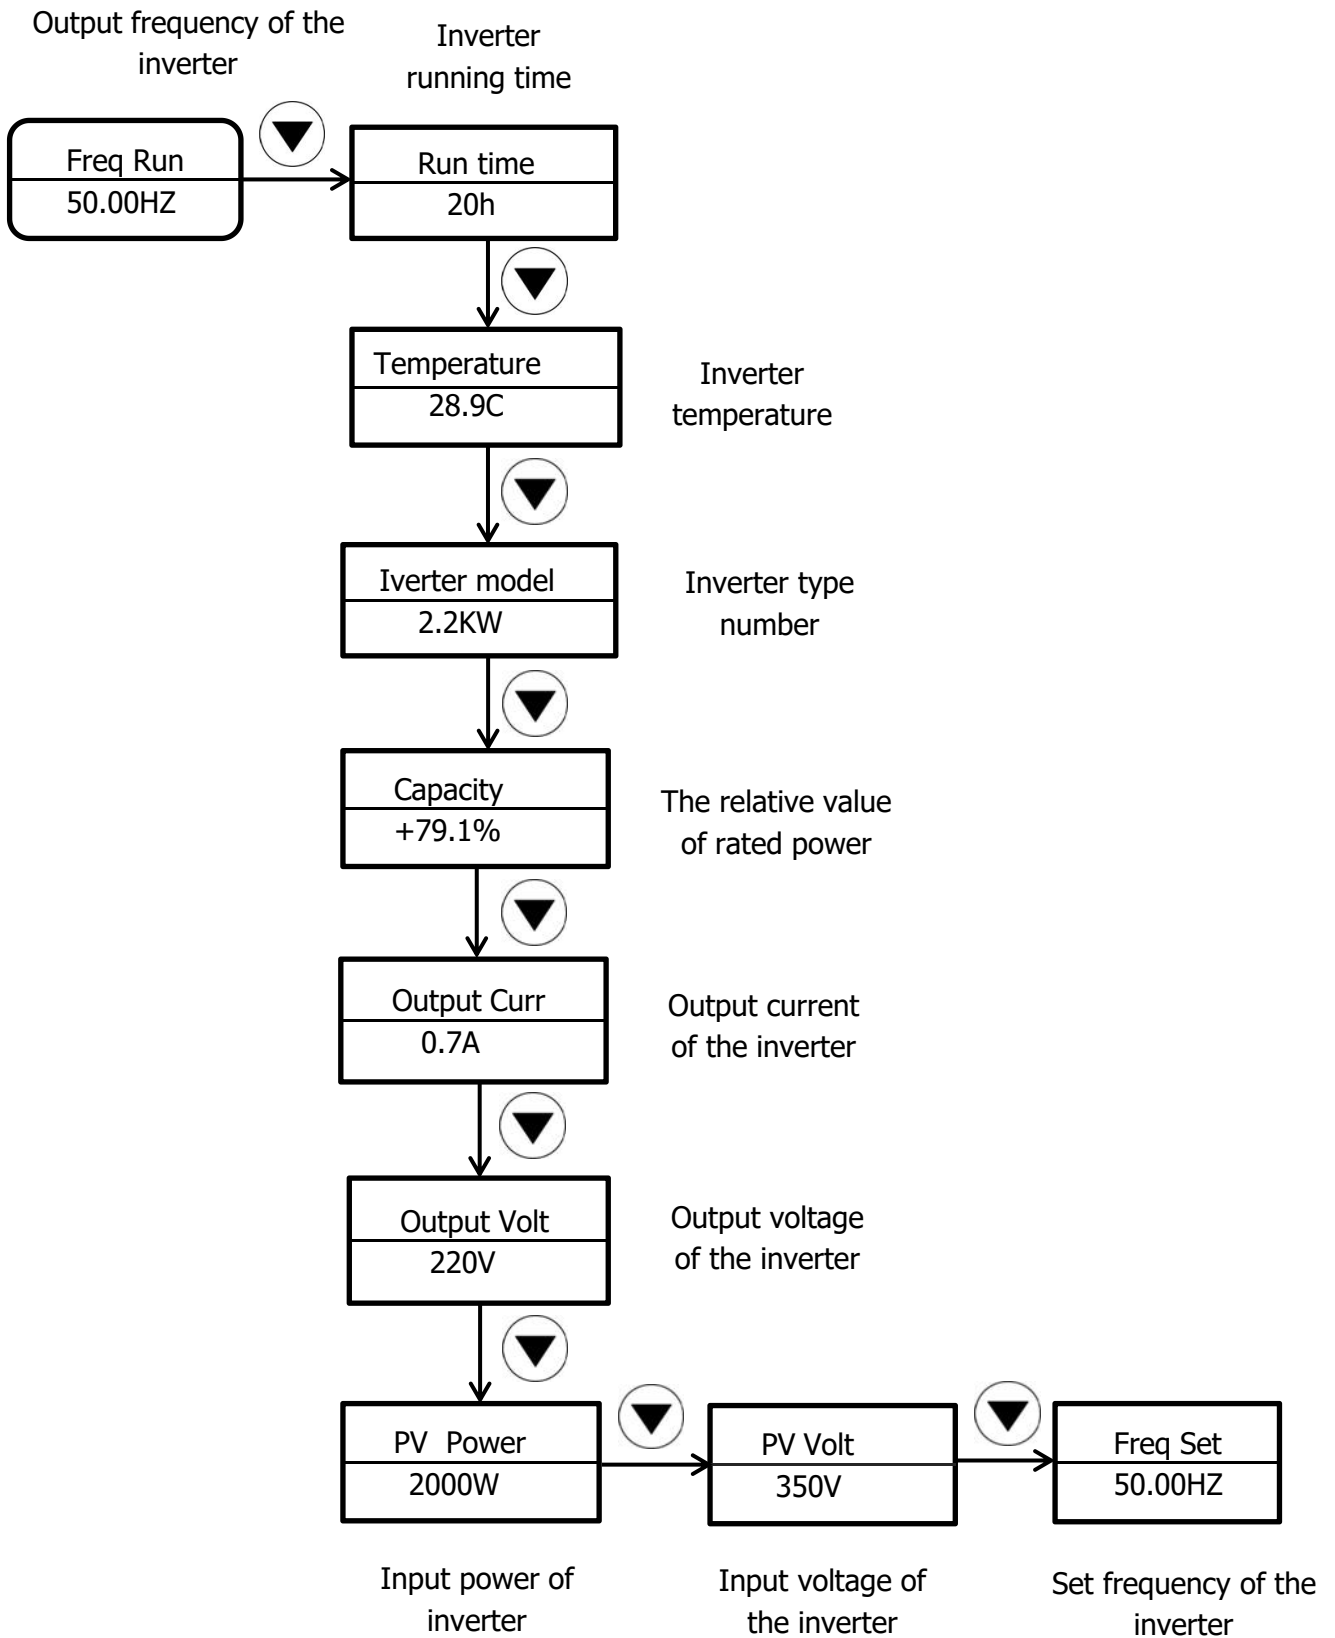 Output frequency of the
inverter
Inverter
running time
Freq Run
50.00HZ
Run time
20h
Temperature
28.9C
Inverter
temperature
Iverter model
2.2KW
Inverter type
number
Capacity
+79.1%
The relative value
of rated power
Output Curr
0.7A
Output current
of the inverter
Output Volt
220V
Output voltage
of the inverter
PV Power
2000W
PV Volt
350V
Freq Set
50.00HZ
Input power of
inverter
Input voltage of
the inverter
Set frequency of the
inverter